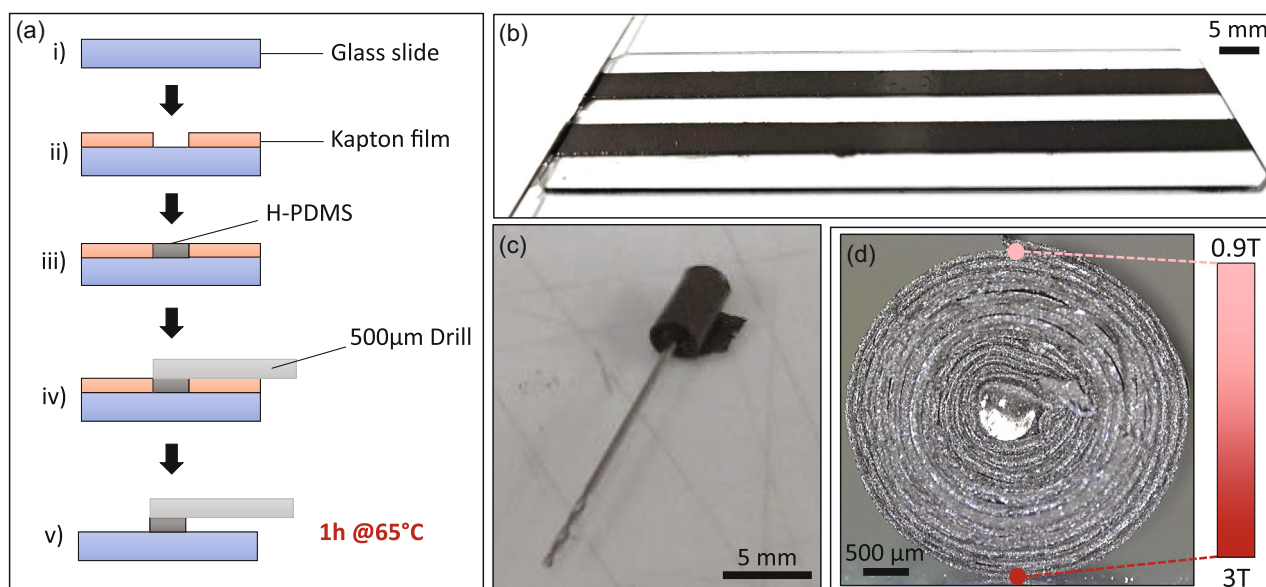 (a)
i)
Glass slide
ii)
Kapton film
H-PDMS
iii)
500µm Drill
iv)
v)
1h @65°C
(b)
5 mm
(c)
5 mm
(d)
500 µm
0.9T
3T